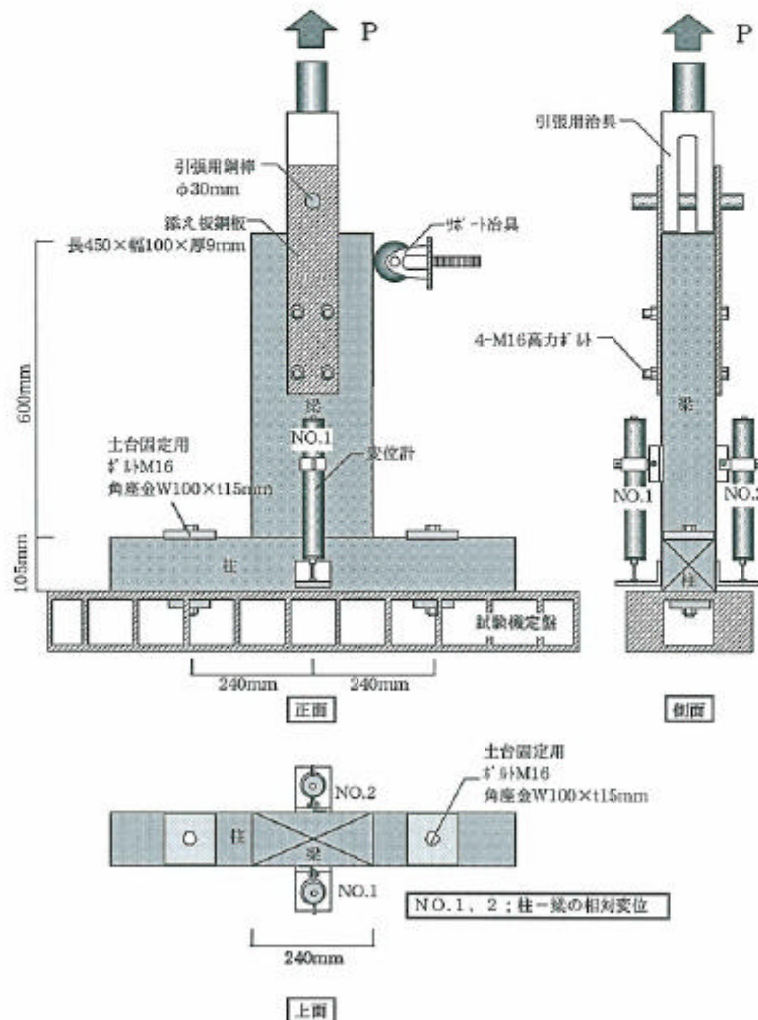 P
引張用鋼棒
φ30mm
添え板鋼板
長450×幅100×厚9mm
サポート治具
600mm
梁
NO.1
変位計
土台固定用
ボルトM16
角座金W100×t15mm
105mm
柱
試験機定盤
240mm
240mm
正面
P
引張用治具
4-M16高力ボルト
梁
NO.1
NO.2
柱
側面
土台固定用
ボルトM16
角座金W100×t15mm
NO.2
柱
梁
NO.1
NO.1、2;柱-梁の相対変位
240mm
上面